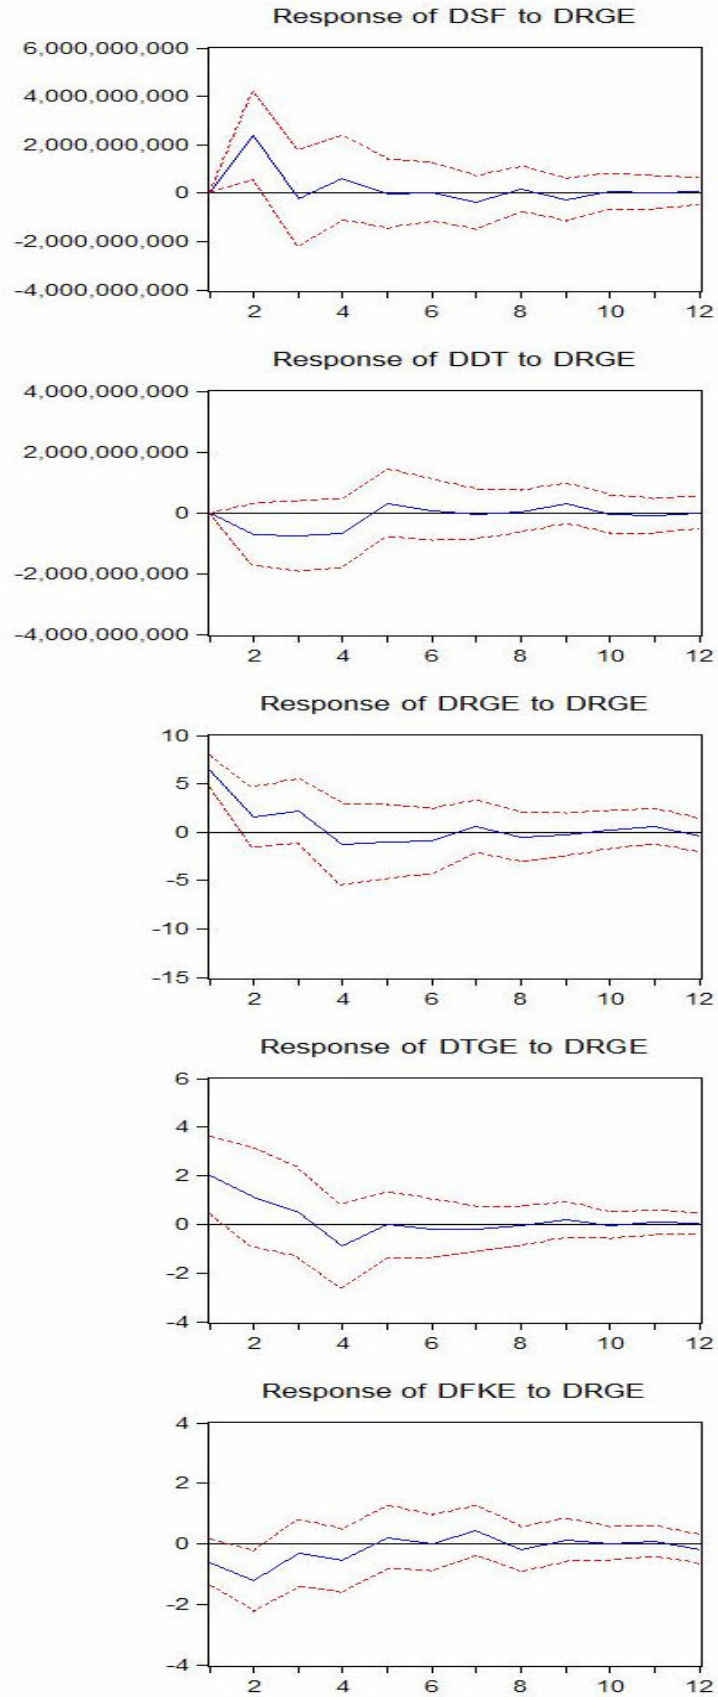 Response of DSF to DRGE
6,000,000,000
4,000,000,000
2,000,000,000
0
-2,000,000,000
-4,000,000,000
2 4 6 8 10 12
Response of DDT to DRGE
4,000,000,000
2,000,000,000
0
-2,000,000,000
-4,000,000,000
2 4 6 8 10 12
Response of DRGE to DRGE
10
5
0
-5
-10
-15
2 4 6 8 10 12
Response of DTGE to DRGE
6
4
2
0
-2
-4
2 4 6 8 10 12
Response of DFKE to DRGE
4
2
0
-2
-4
2 4 6 8 10 12